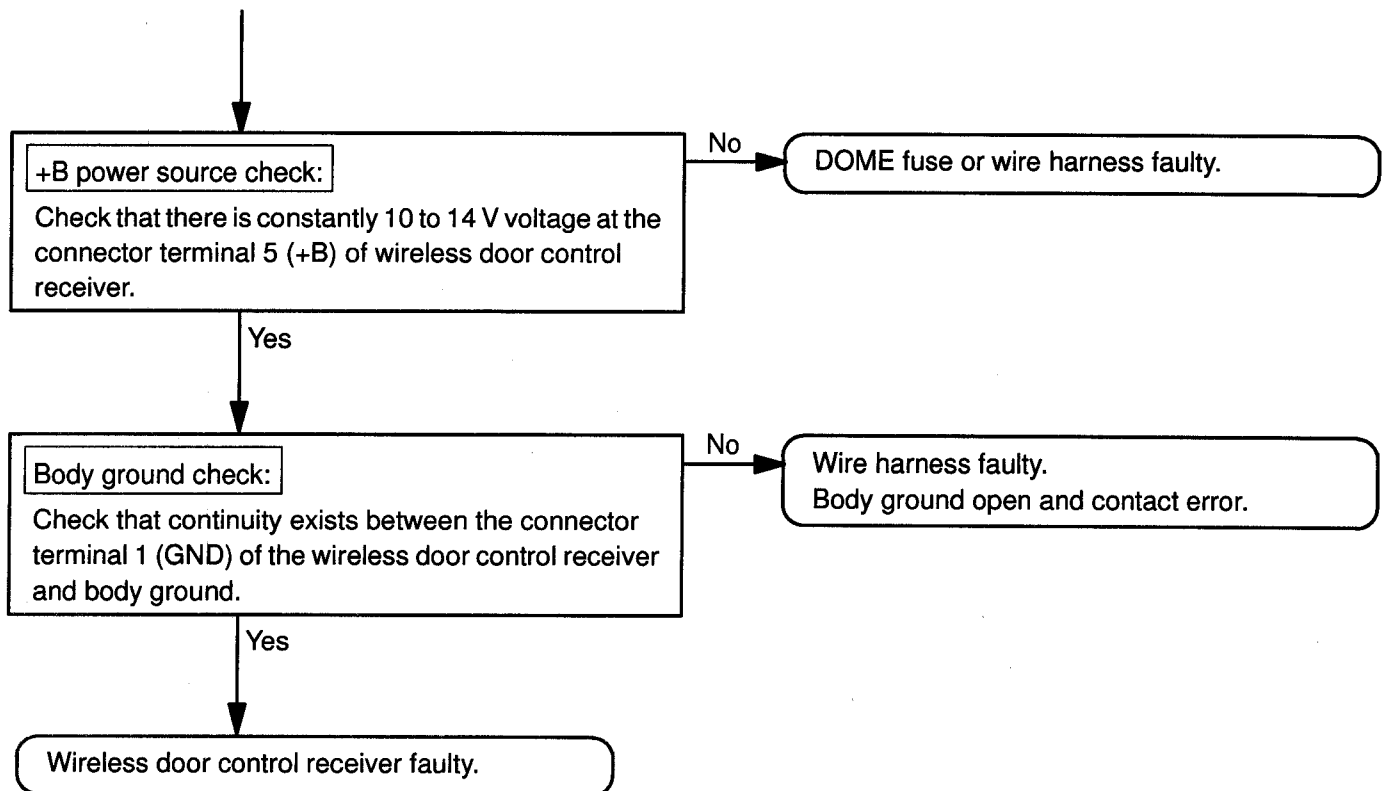 No
+B power source check:
DOME fuse or wire harness faulty.
Check that there is constantly 10 to 14 V voltage at the
connector terminal 5 (+B) of wireless door control
receiver.
Yes
No
Body ground check:
Wire harness faulty.
Body ground open and contact error.
Check that continuity exists between the connector
terminal 1 (GND) of the wireless door control receiver
and body ground.
Yes
Wireless door control receiver faulty.